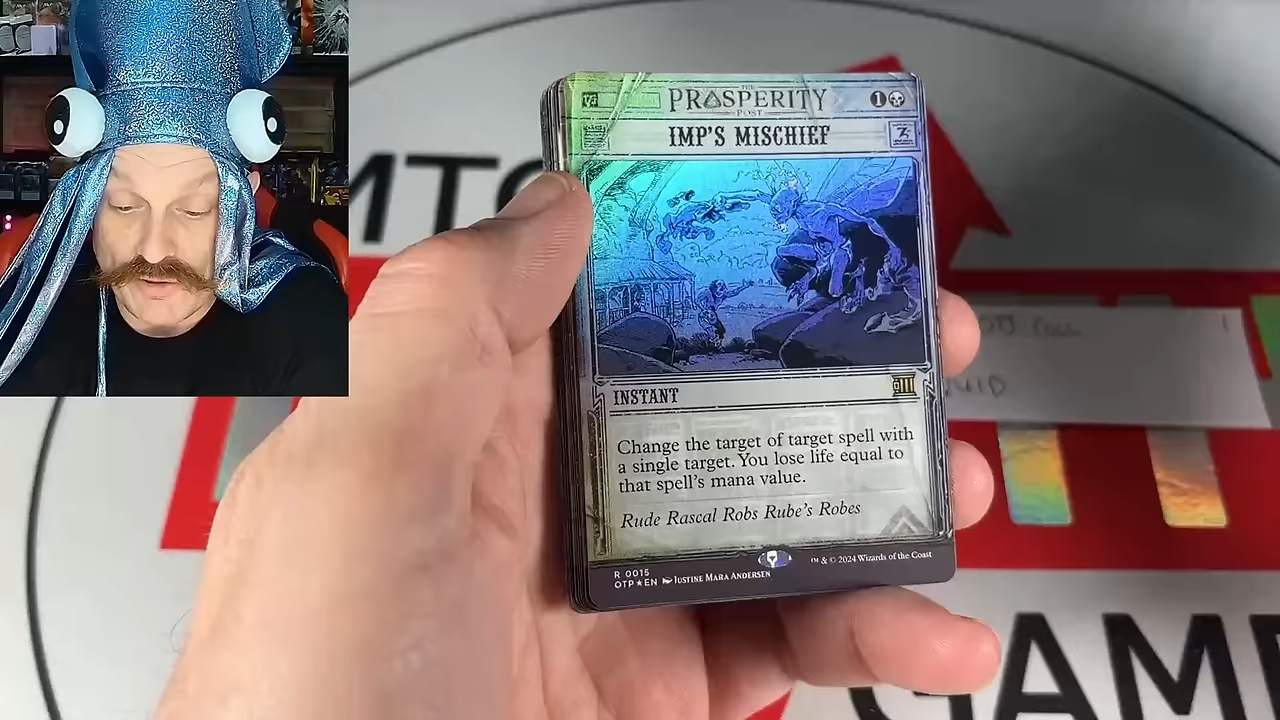 THE
PROSPERITY
POST
1
IMP'S MISCHIEF
INSTANT
Change the target of target spell with
a single target. You lose life equal to
that spell's mana value.
Rude Rascal Robs Rube's Robes
R 0015
OTP★EN JUSTINE MARA ANDERSEN
™ & © 2024 Wizards of the Coast
MTG
GAME